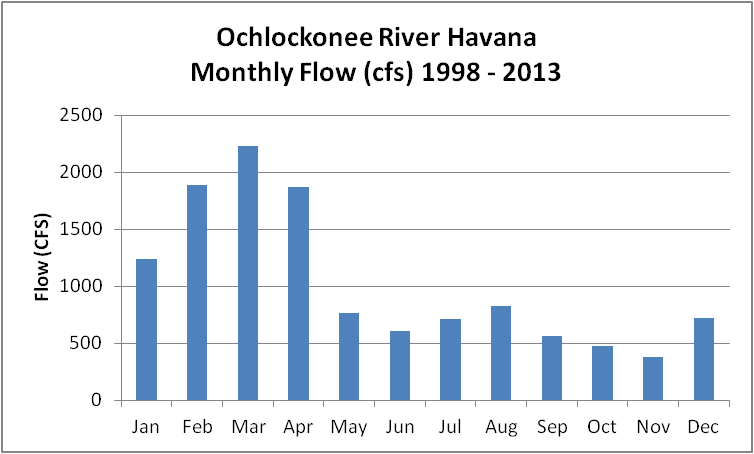 Ochlockonee River Havana
Monthly Flow (cfs) 1998 - 2013
Flow (CFS)
2500
2000
1500
1000
500
0
Jan Feb Mar Apr May Jun Jul Aug Sep Oct Nov Dec